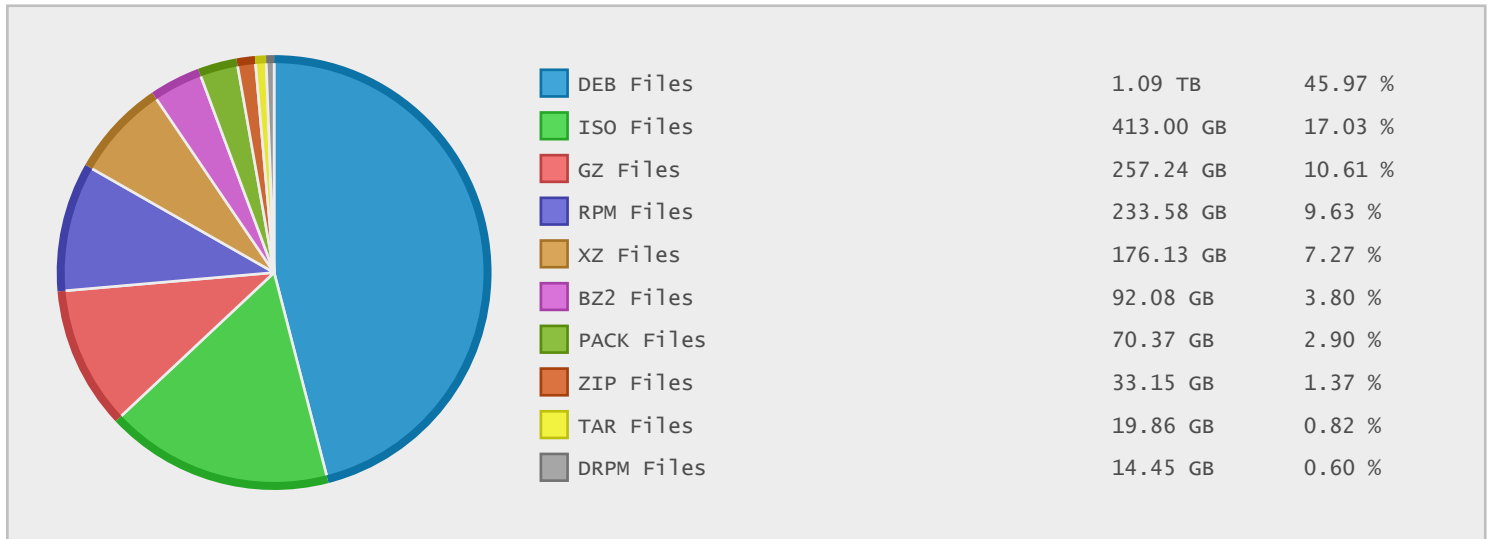 DEB Files 1.09 TB 45.97 %
ISO Files 413.00 GB 17.03 %
GZ Files 257.24 GB 10.61 %
RPM Files 233.58 GB 9.63 %
XZ Files 176.13 GB 7.27 %
BZ2 Files 92.08 GB 3.80 %
PACK Files 70.37 GB 2.90 %
ZIP Files 33.15 GB 1.37 %
TAR Files 19.86 GB 0.82 %
DRPM Files 14.45 GB 0.60 %